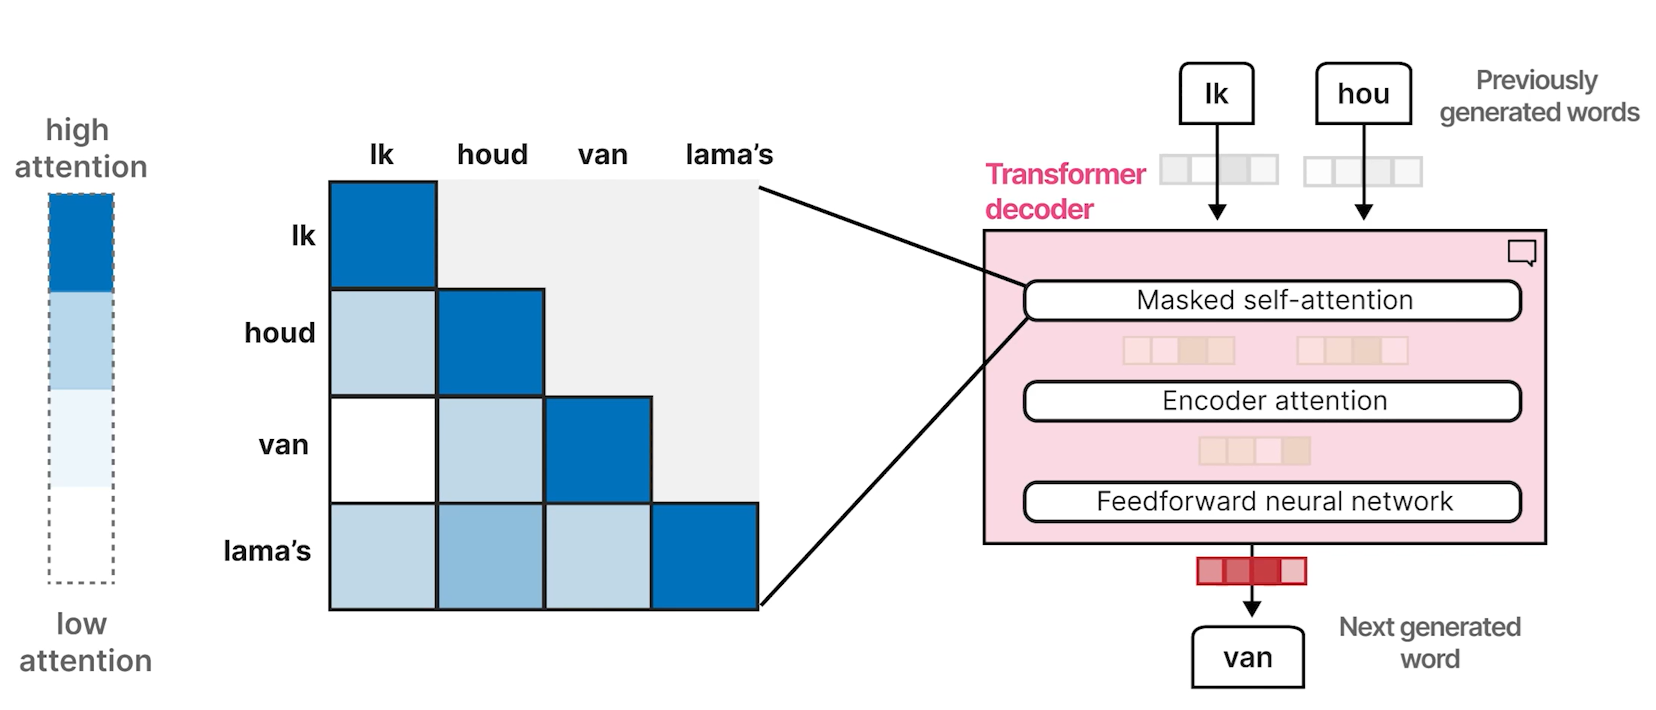 high
attention
low
attention
Ik houd van lama's
Ik
houd
van
lama's
Transformer
decoder
Ik
hou
Previously
generated words
Masked self-attention
Encoder attention
Feedforward neural network
van
Next generated
word